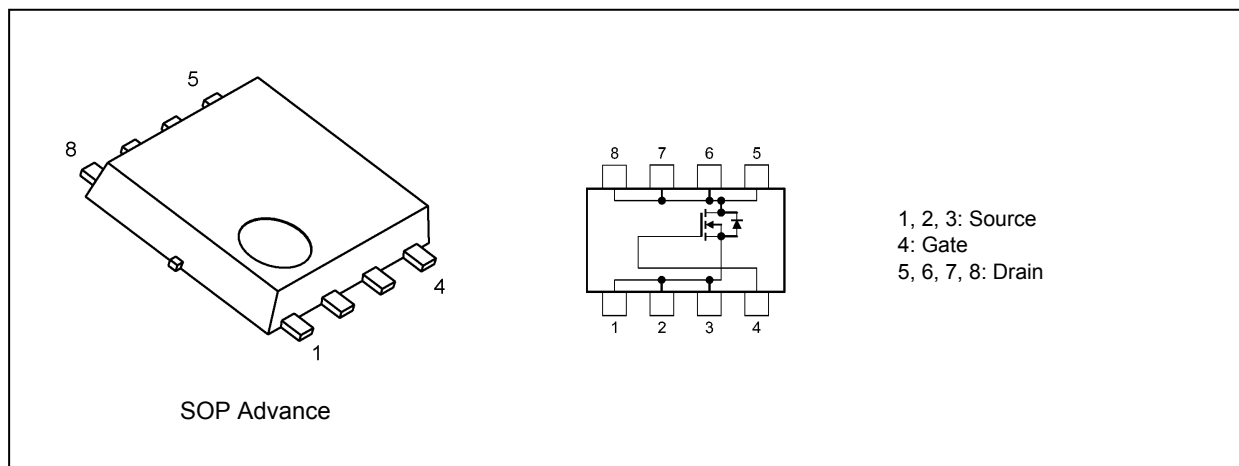 5
8
4
1
SOP Advance
8 7 6 5
1 2 3 4
1, 2, 3: Source
4: Gate
5, 6, 7, 8: Drain